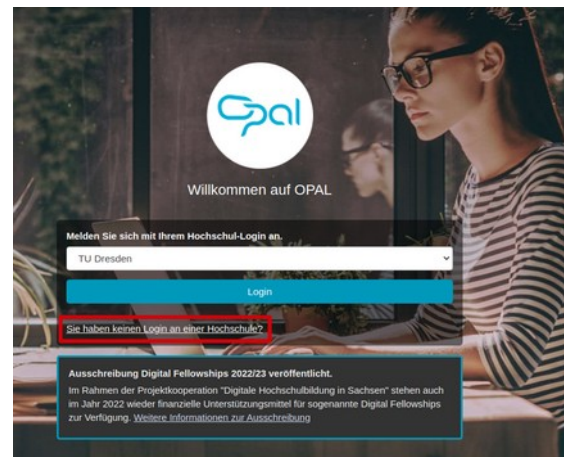 Opal
Willkommen auf OPAL
Melden Sie sich mit Ihrem Hochschul-Login an.
TU Dresden
Login
Sie haben keinen Login an einer Hochschule?
Ausschreibung Digital Fellowships 2022/23 veröffentlicht.
Im Rahmen der Projektkooperation "Digitale Hochschulbildung in Sachsen" stehen auch
im Jahr 2022 wieder finanzielle Unterstützungsmittel für sogenannte Digital Fellowships
zur Verfügung. Weitere Informationen zur Ausschreibung